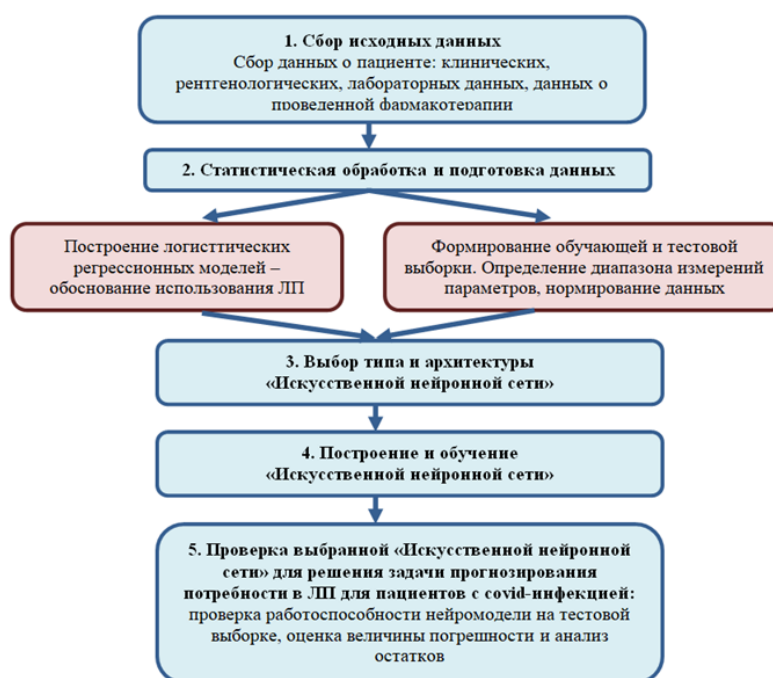 1. Сбор исходных данных
Сбор данных о пациенте: клинических,
рентгенологических, лабораторных данных, данных о
проведенной фармакотерапии
2. Статистическая обработка и подготовка данных
Построение логисттических
регрессионных моделей –
обоснование использования ЛП
Формирование обучающей и тестовой
выборки. Определение диапазона измерений
параметров, нормирование данных
3. Выбор типа и архитектуры
«Искусственной нейронной сети»
4. Построение и обучение
«Искусственной нейронной сети»
5. Проверка выбранной «Искусственной нейронной
сети» для решения задачи прогнозирования
потребности в ЛП для пациентов с covid-инфекцией:
проверка работоспособности нейромодели на тестовой
выборке, оценка величины погрешности и анализ
остатков